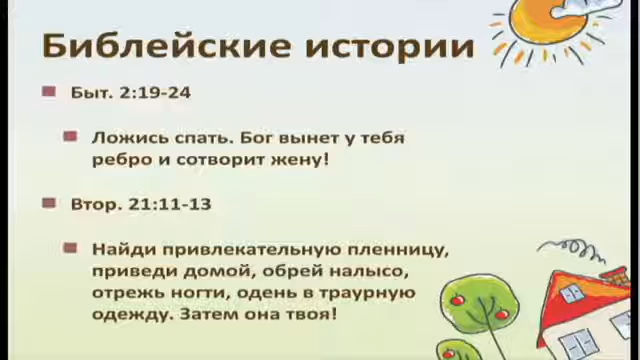 Библейские истории
Быт. 2:19-24
Ложись спать. Бог вынет у тебя
ребро и сотворит жену!
Втор. 21:11-13
Найди привлекательную пленницу,
приведи домой, обрей налысо,
отрежь ногти, одень в траурную
одежду. Затем она твоя!